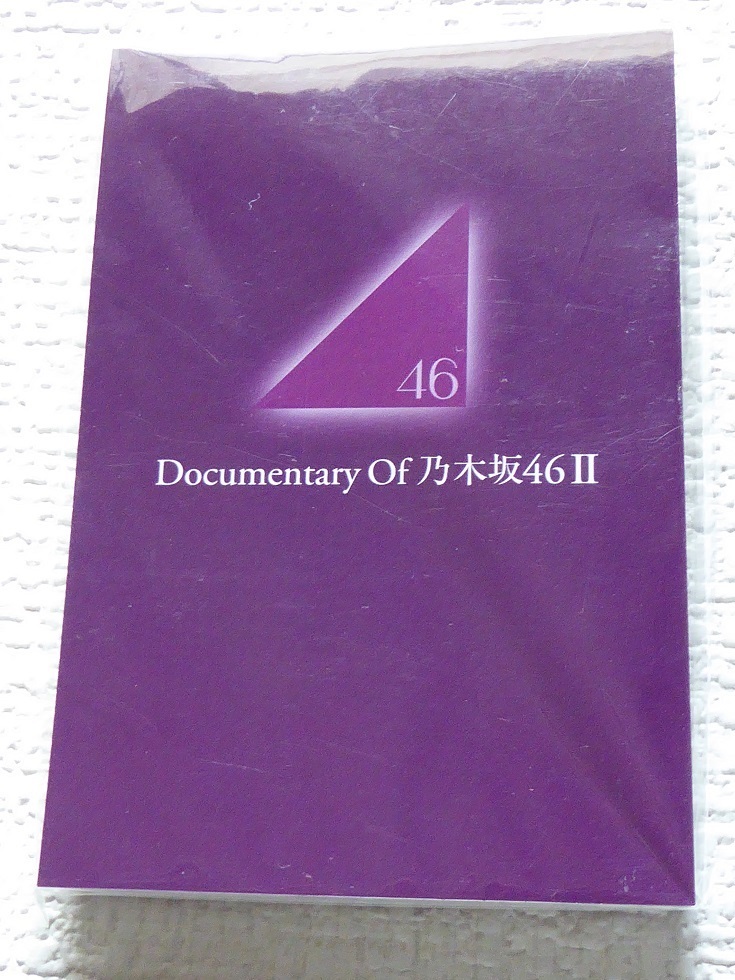 46
Documentary Of 乃木坂46 Ⅱ